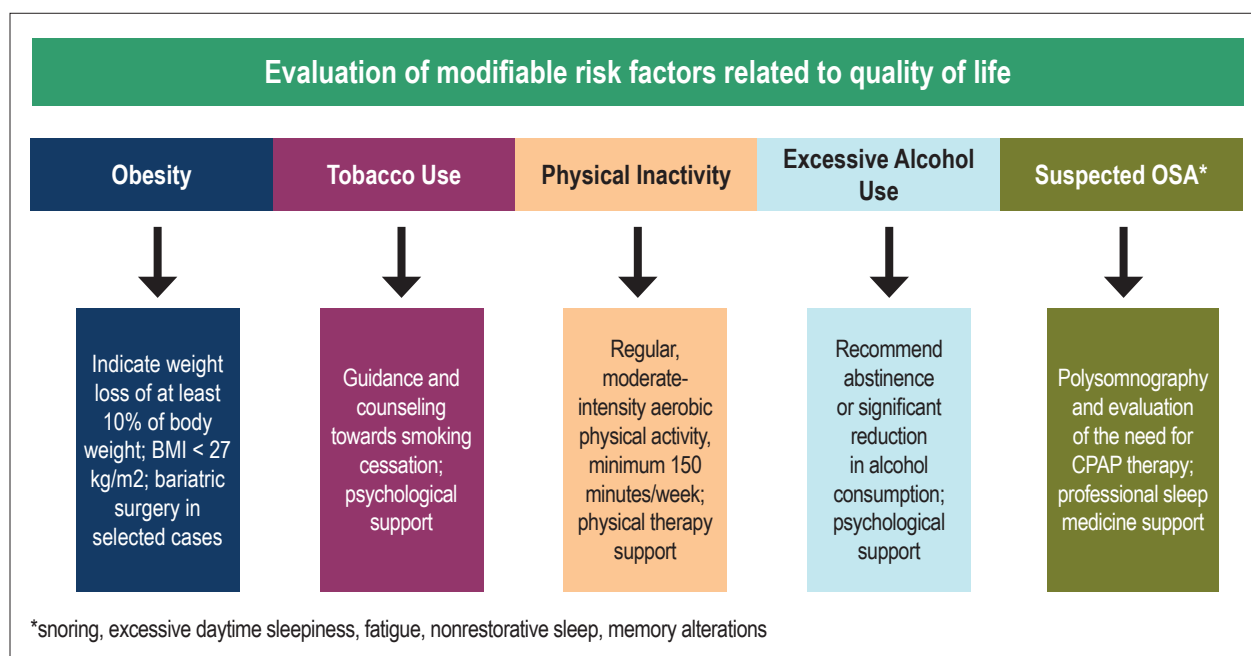 Evaluation of modifiable risk factors related to quality of life
Obesity
Tobacco Use
Physical Inactivity
Excessive Alcohol
Use
Suspected OSA*
Indicate weight
loss of at least
10% of body
weight; BMI < 27
kg/m2; bariatric
surgery in
selected cases
Guidance and
counseling
towards smoking
cessation;
psychological
support
Regular,
moderate-
intensity aerobic
physical activity,
minimum 150
minutes/week;
physical therapy
support
Recommend
abstinence
or significant
reduction
in alcohol
consumption;
psychological
support
Polysomnography
and evaluation
of the need for
CPAP therapy;
professional sleep
medicine support
*snoring, excessive daytime sleepiness, fatigue, nonrestorative sleep, memory alterations